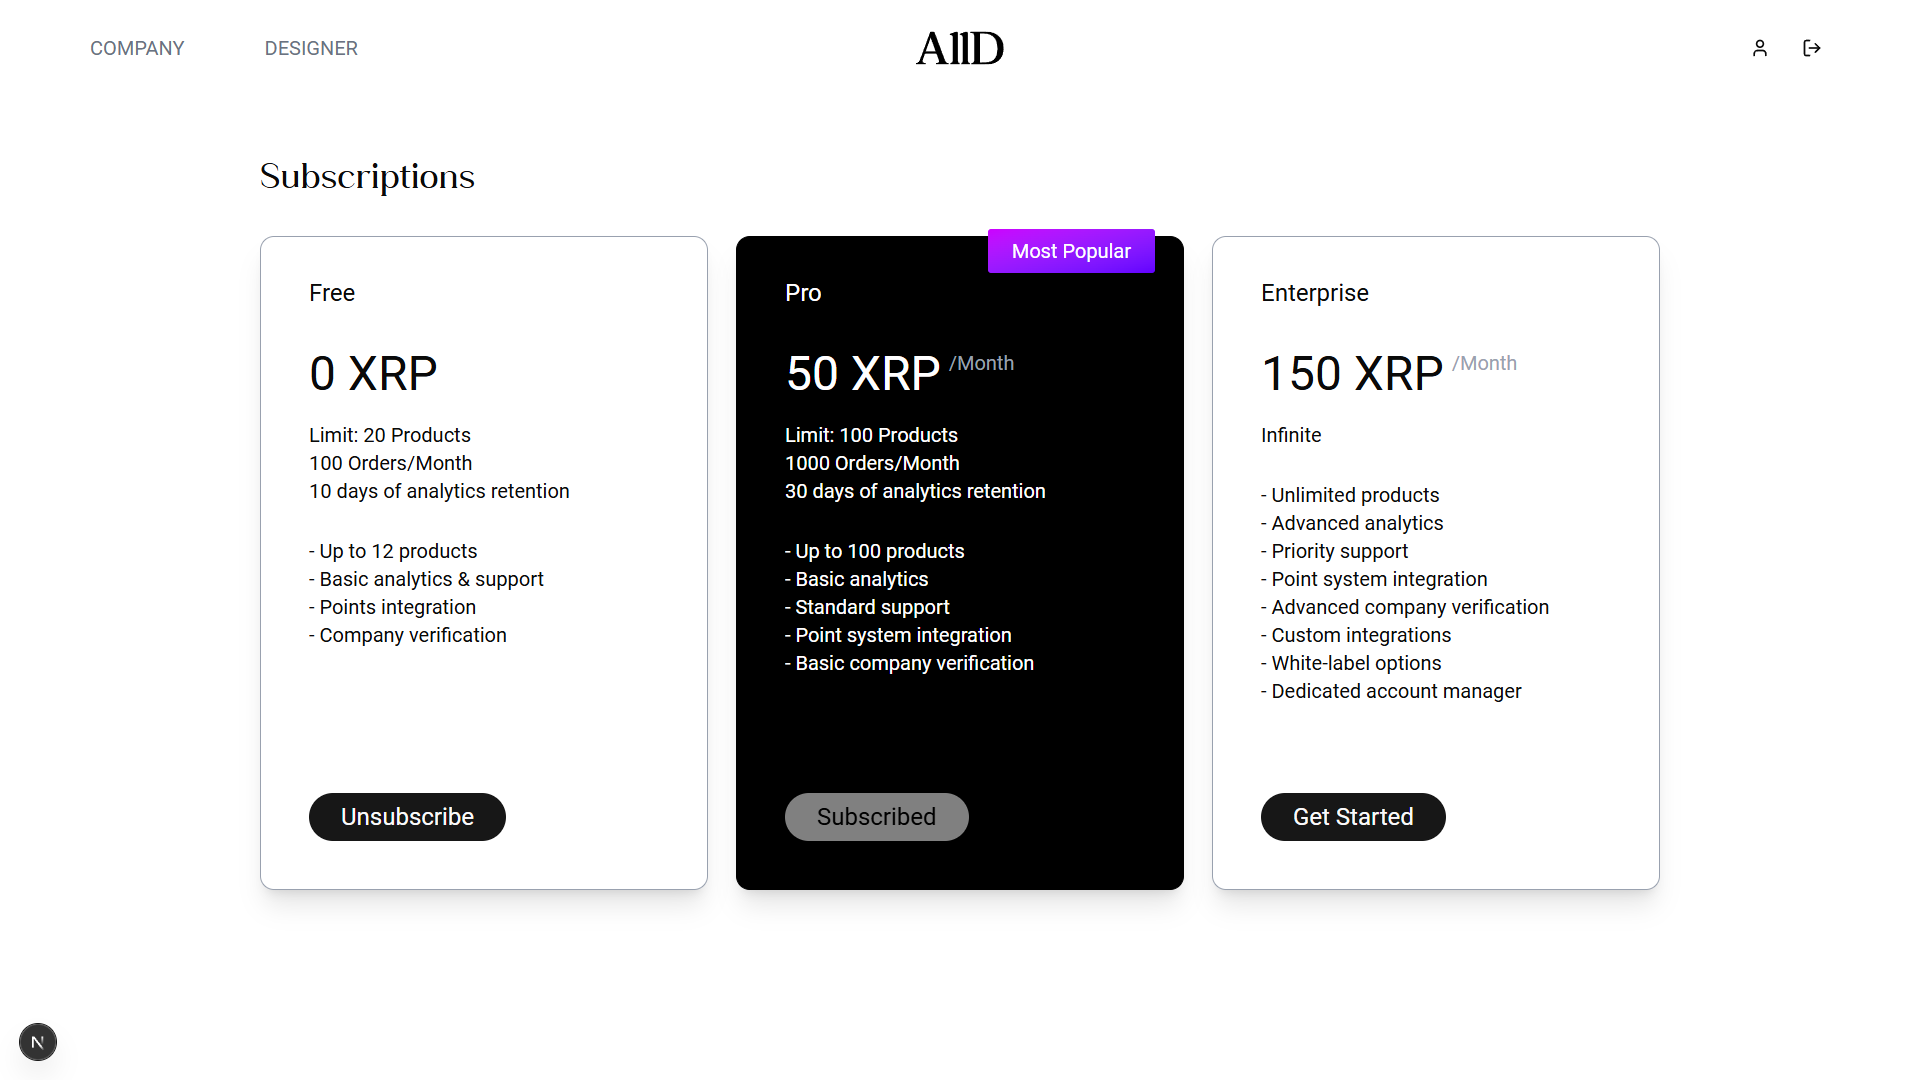 COMPANY DESIGNER AllD
Subscriptions
Free
0 XRP
Limit: 20 Products
100 Orders/Month
10 days of analytics retention
- Up to 12 products
- Basic analytics & support
- Points integration
- Company verification
Unsubscribe
Most Popular
Pro
50 XRP /Month
Limit: 100 Products
1000 Orders/Month
30 days of analytics retention
- Up to 100 products
- Basic analytics
- Standard support
- Point system integration
- Basic company verification
Subscribed
Enterprise
150 XRP /Month
Infinite
- Unlimited products
- Advanced analytics
- Priority support
- Point system integration
- Advanced company verification
- Custom integrations
- White-label options
- Dedicated account manager
Get Started
N